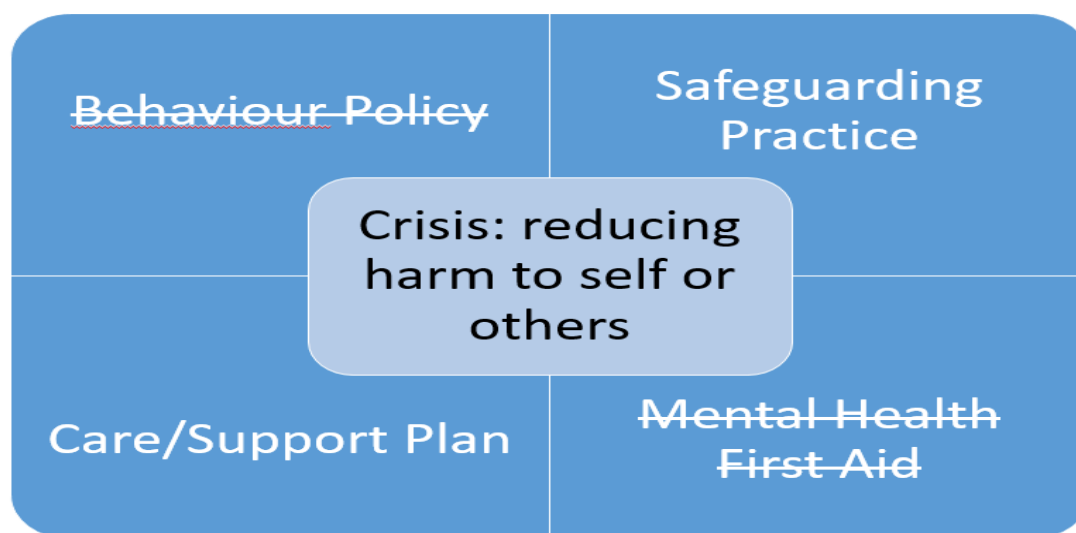 Behaviour Policy
Safeguarding
Practice
Crisis: reducing
harm to self or
others
Care/Support Plan
Mental Health
First Aid